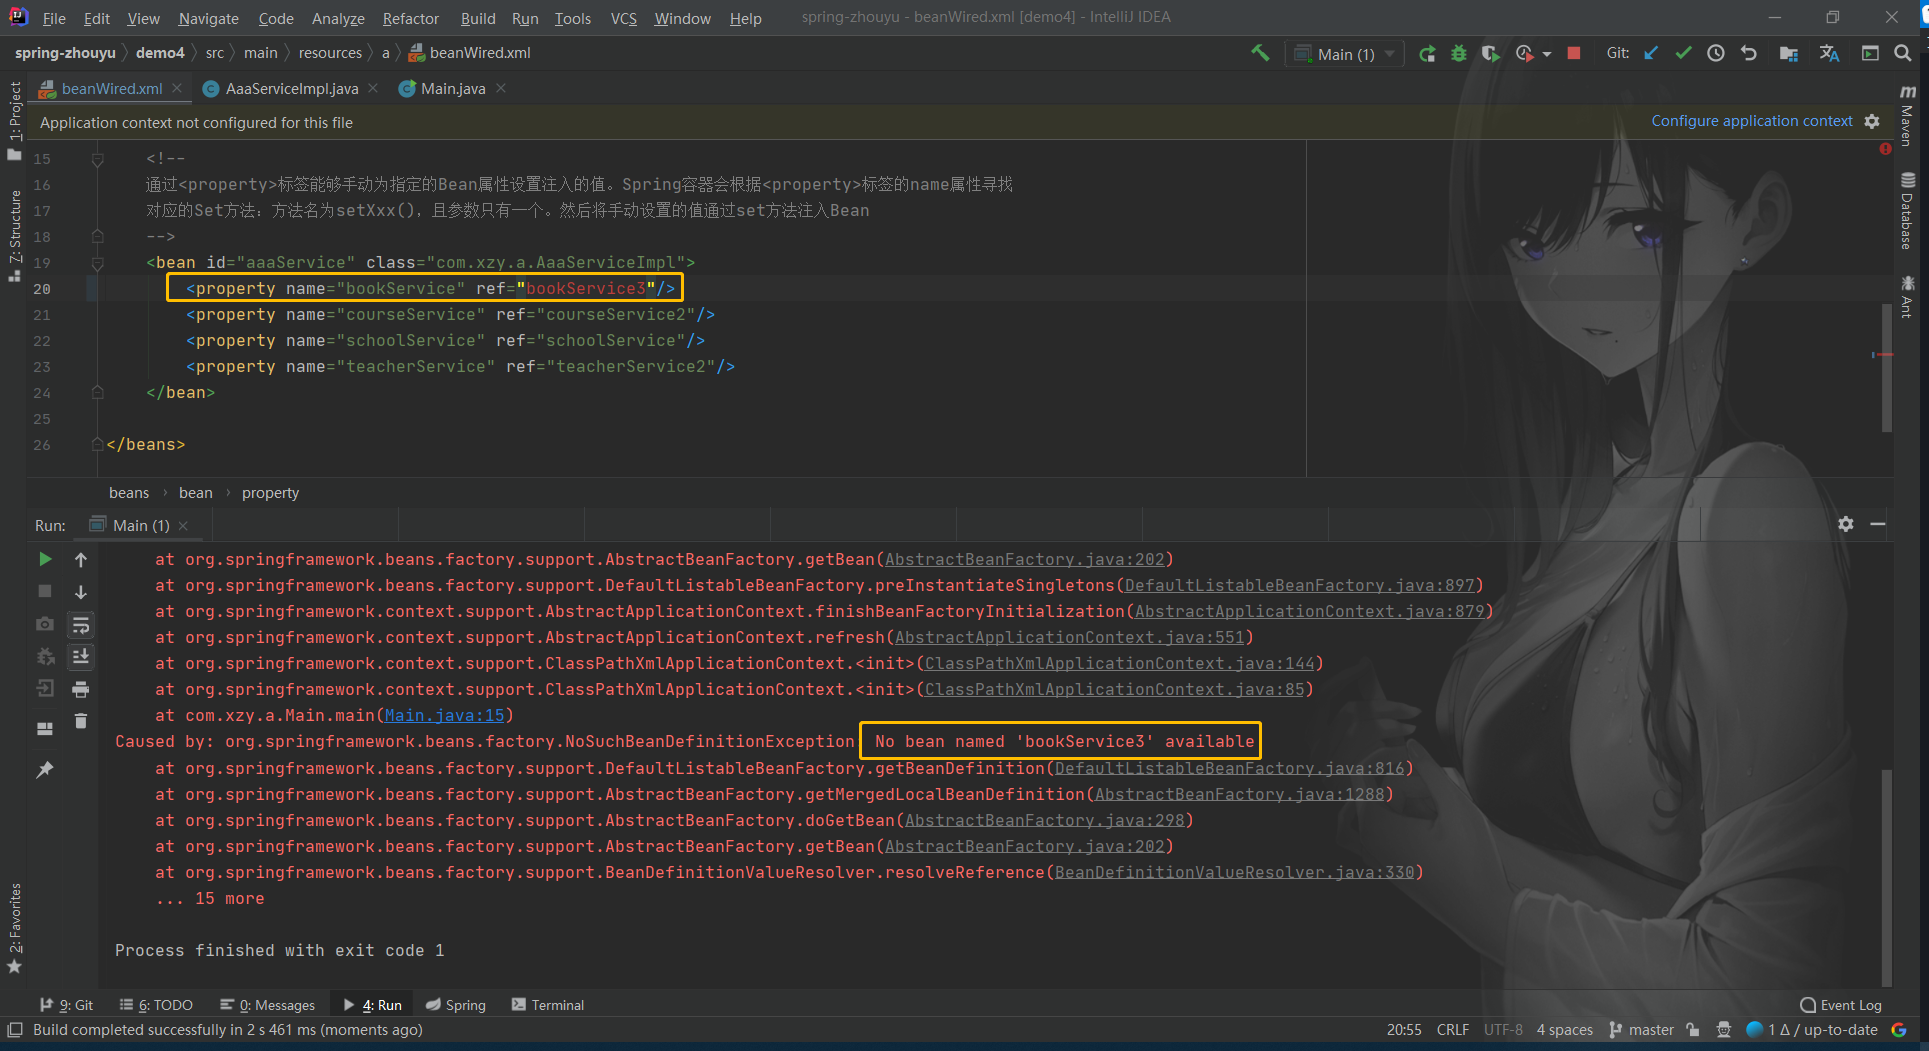 File Edit View Navigate Code Analyze Refactor Build Run Tools VCS Window Help spring-zhouyu - beanWired.xml [demo4] - IntelliJ IDEA
spring-zhouyu demo4 src main resources a beanWired.xml Main (1) Git:
beanWired.xml AaaServiceImpl.java Main.java
Application context not configured for this file Configure application context
1: Project
7: Structure
2: Favorites
Maven
Database
Ant
15 <!--
16 通过<property>标签能够手动为指定的Bean属性设置注入的值。Spring容器会根据<property>标签的name属性寻找
17 对应的Set方法：方法名为setXxx()，且参数只有一个。然后将手动设置的值通过set方法注入Bean
18 -->
19 <bean id="aaaService" class="com.xzy.a.AaaServiceImpl">
20 <property name="bookService" ref="bookService3"/>
21 <property name="courseService" ref="courseService2"/>
22 <property name="schoolService" ref="schoolService"/>
23 <property name="teacherService" ref="teacherService2"/>
24 </bean>
25
26 </beans>
beans › bean › property
Run: Main (1)
at org.springframework.beans.factory.support.AbstractBeanFactory.getBean(AbstractBeanFactory.java:202)
at org.springframework.beans.factory.support.DefaultListableBeanFactory.preInstantiateSingletons(DefaultListableBeanFactory.java:897)
at org.springframework.context.support.AbstractApplicationContext.finishBeanFactoryInitialization(AbstractApplicationContext.java:879)
at org.springframework.context.support.AbstractApplicationContext.refresh(AbstractApplicationContext.java:551)
at org.springframework.context.support.ClassPathXmlApplicationContext.<init>(ClassPathXmlApplicationContext.java:144)
at org.springframework.context.support.ClassPathXmlApplicationContext.<init>(ClassPathXmlApplicationContext.java:85)
at com.xzy.a.Main.main(Main.java:15)
Caused by: org.springframework.beans.factory.NoSuchBeanDefinitionException: No bean named 'bookService3' available
at org.springframework.beans.factory.support.DefaultListableBeanFactory.getBeanDefinition(DefaultListableBeanFactory.java:816)
at org.springframework.beans.factory.support.AbstractBeanFactory.getMergedLocalBeanDefinition(AbstractBeanFactory.java:1288)
at org.springframework.beans.factory.support.AbstractBeanFactory.doGetBean(AbstractBeanFactory.java:298)
at org.springframework.beans.factory.support.AbstractBeanFactory.getBean(AbstractBeanFactory.java:202)
at org.springframework.beans.factory.support.BeanDefinitionValueResolver.resolveReference(BeanDefinitionValueResolver.java:330)
... 15 more
Process finished with exit code 1
9: Git 6: TODO 0: Messages 4: Run Spring Terminal Event Log
Build completed successfully in 2 s 461 ms (moments ago) 20:55 CRLF UTF-8 4 spaces master 1 Δ / up-to-date